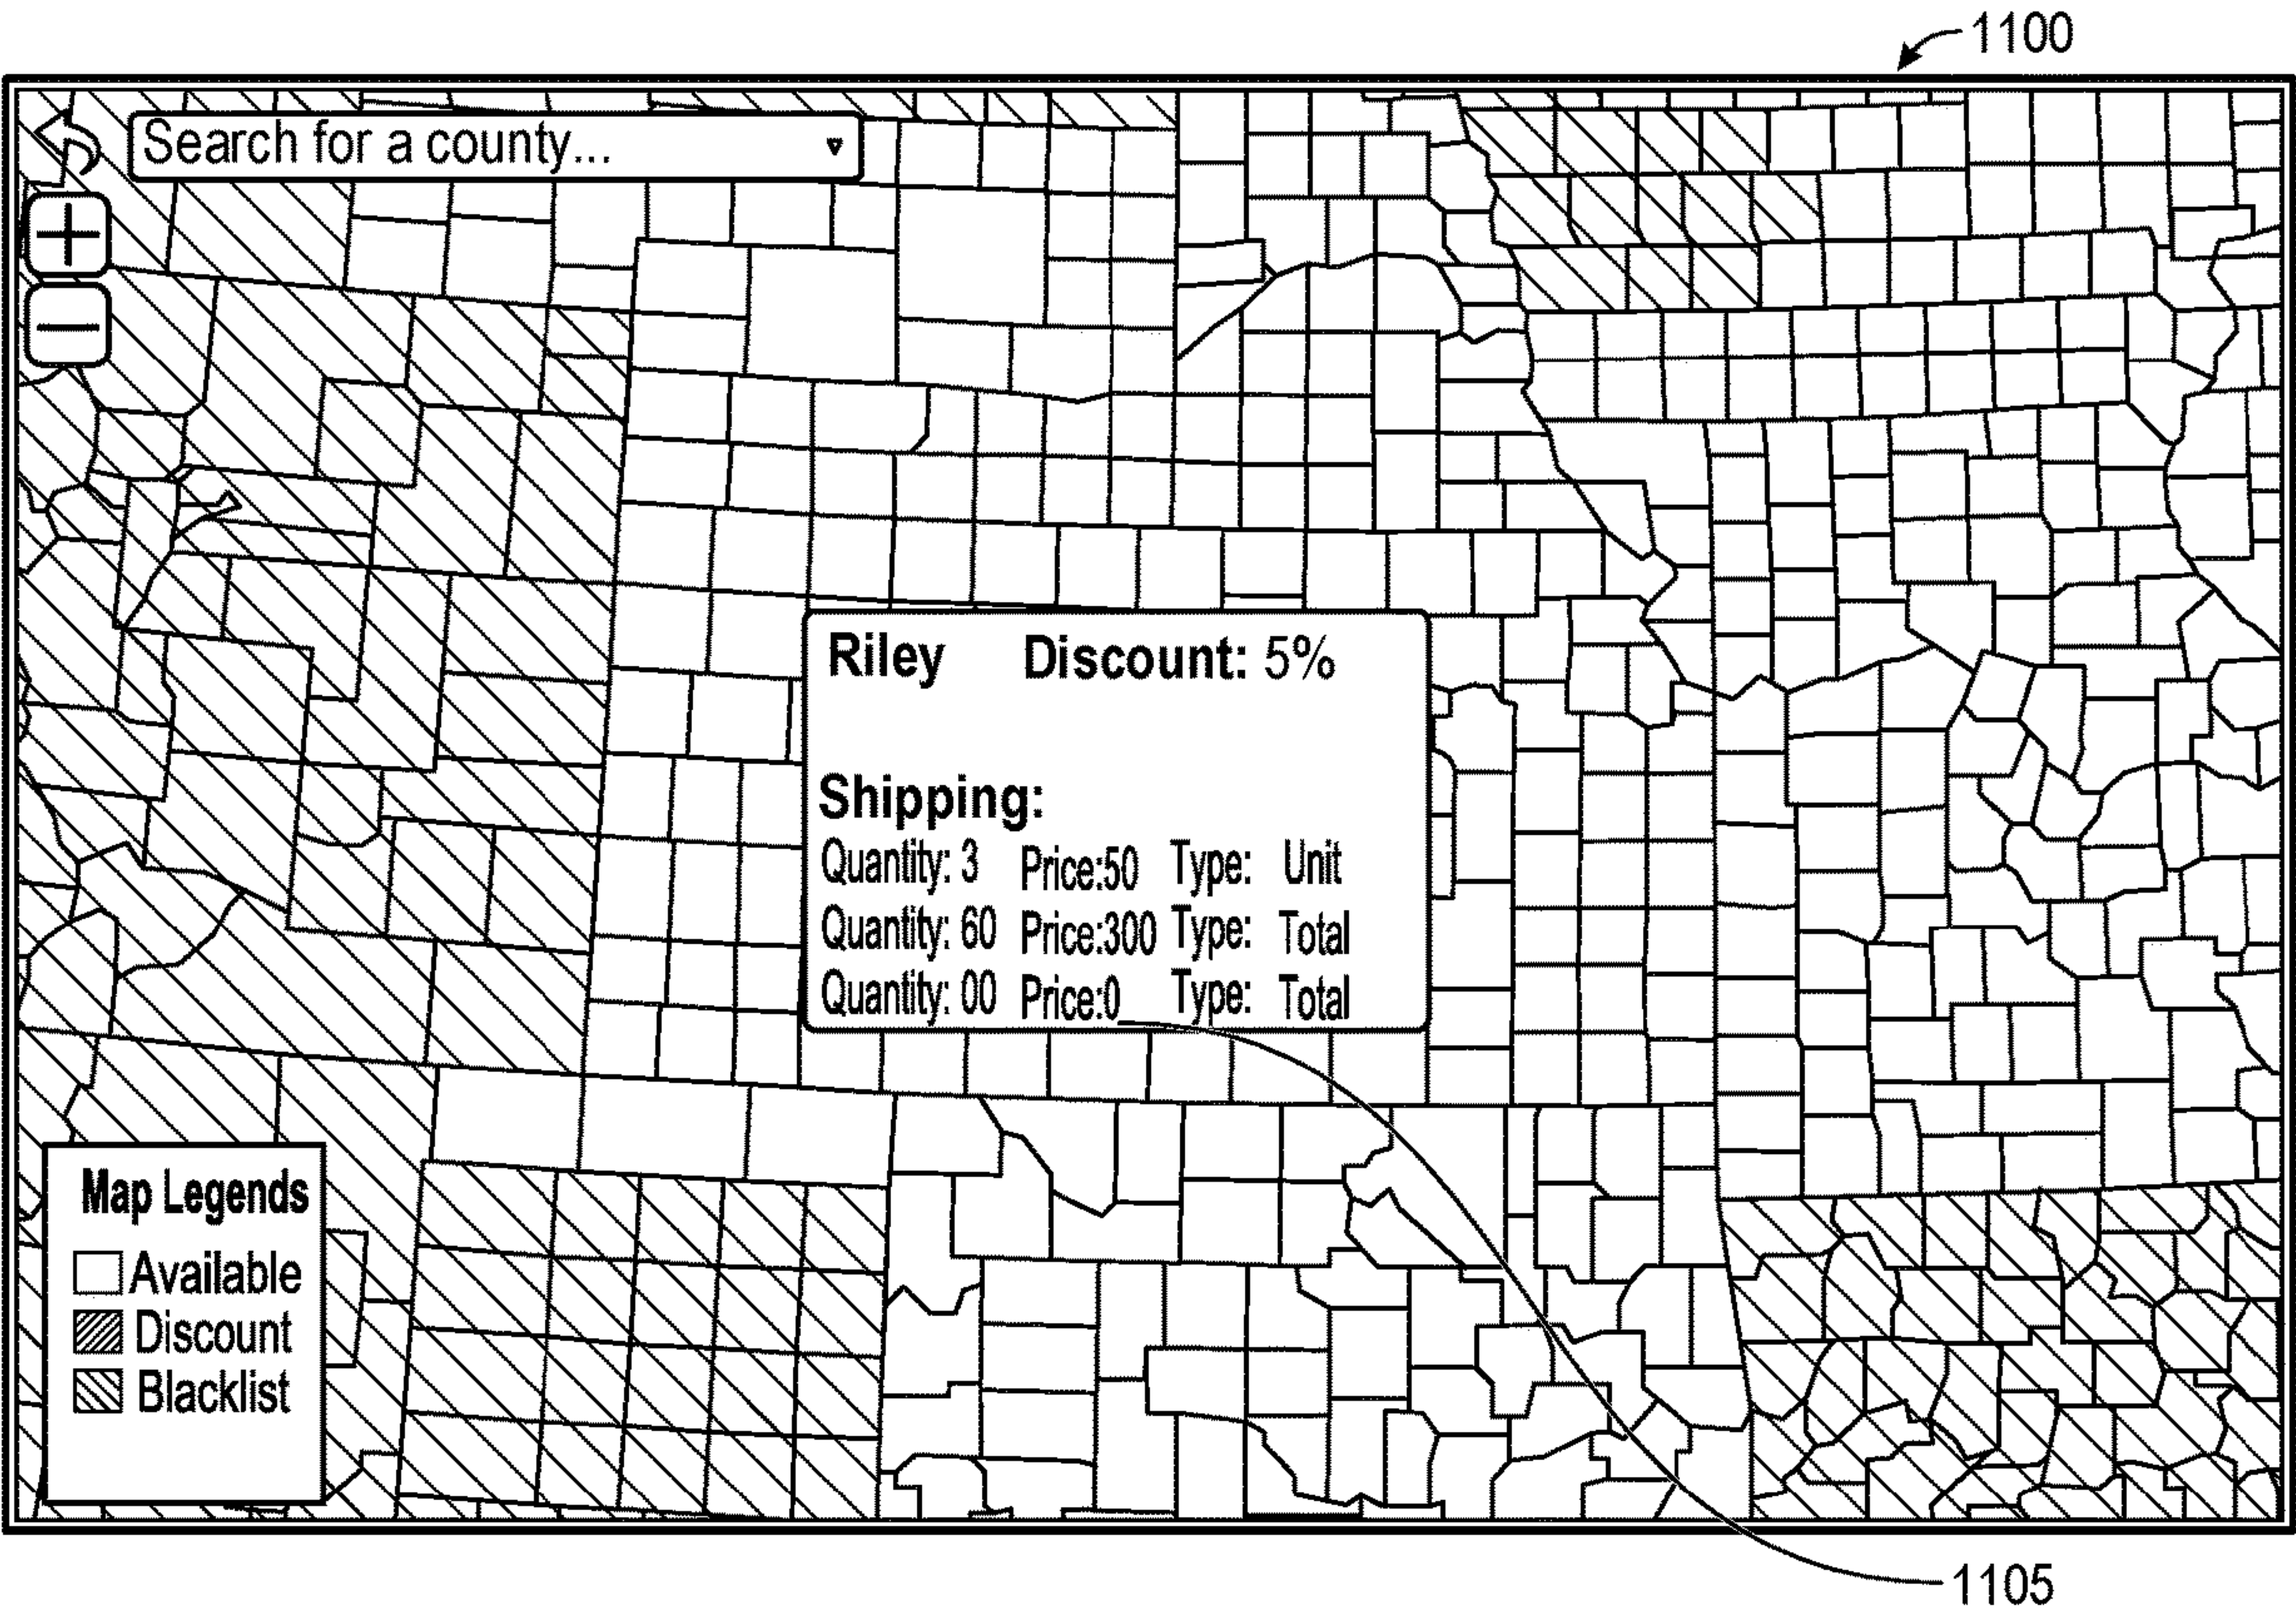 1100
Search for a county...
+
−
Riley Discount: 5%
Shipping:
Quantity: 3 Price:50 Type: Unit
Quantity: 60 Price:300 Type: Total
Quantity: 00 Price:0 Type: Total
Map Legends
Available
Discount
Blacklist
1105